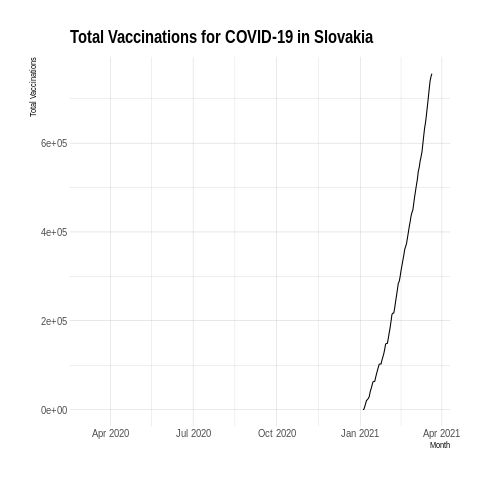 Total Vaccinations for COVID-19 in Slovakia
Total Vaccinations
6e+05
4e+05
2e+05
0e+00
Apr 2020
Jul 2020
Oct 2020
Jan 2021
Apr 2021
Month